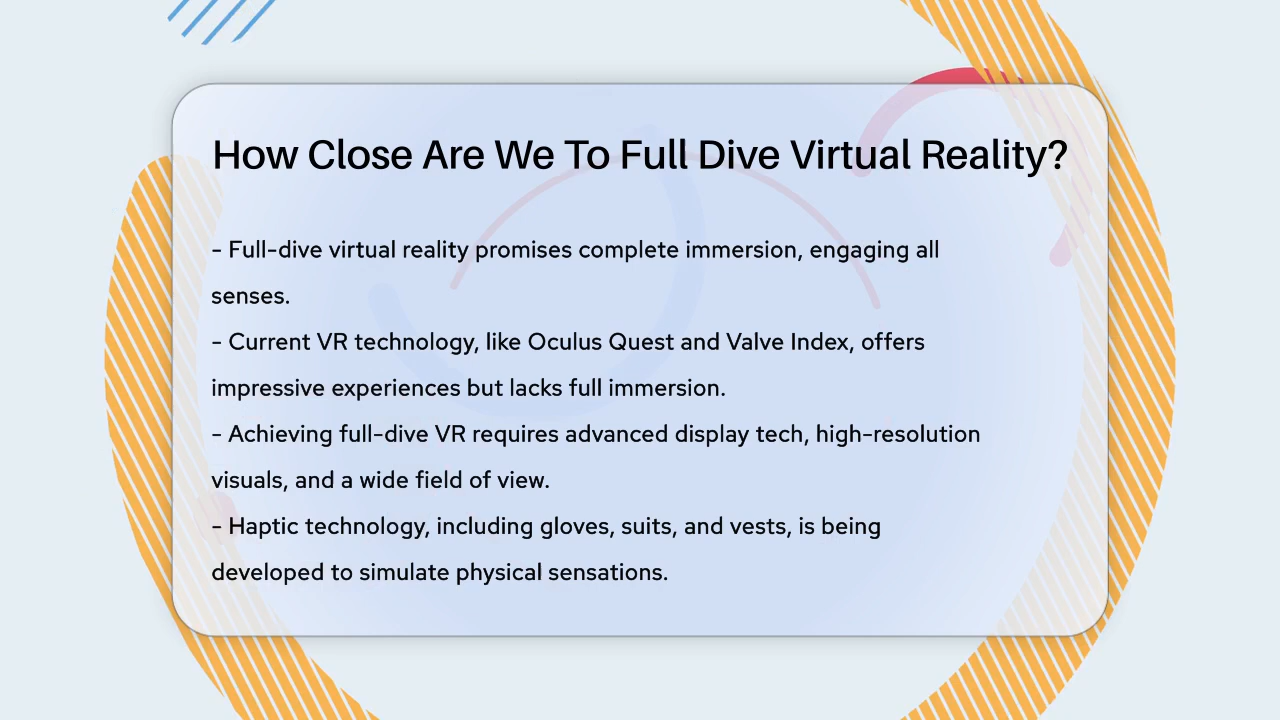 How Close Are We To Full Dive Virtual Reality?
- Full-dive virtual reality promises complete immersion, engaging all
senses.
- Current VR technology, like Oculus Quest and Valve Index, offers
impressive experiences but lacks full immersion.
- Achieving full-dive VR requires advanced display tech, high-resolution
visuals, and a wide field of view.
- Haptic technology, including gloves, suits, and vests, is being
developed to simulate physical sensations.